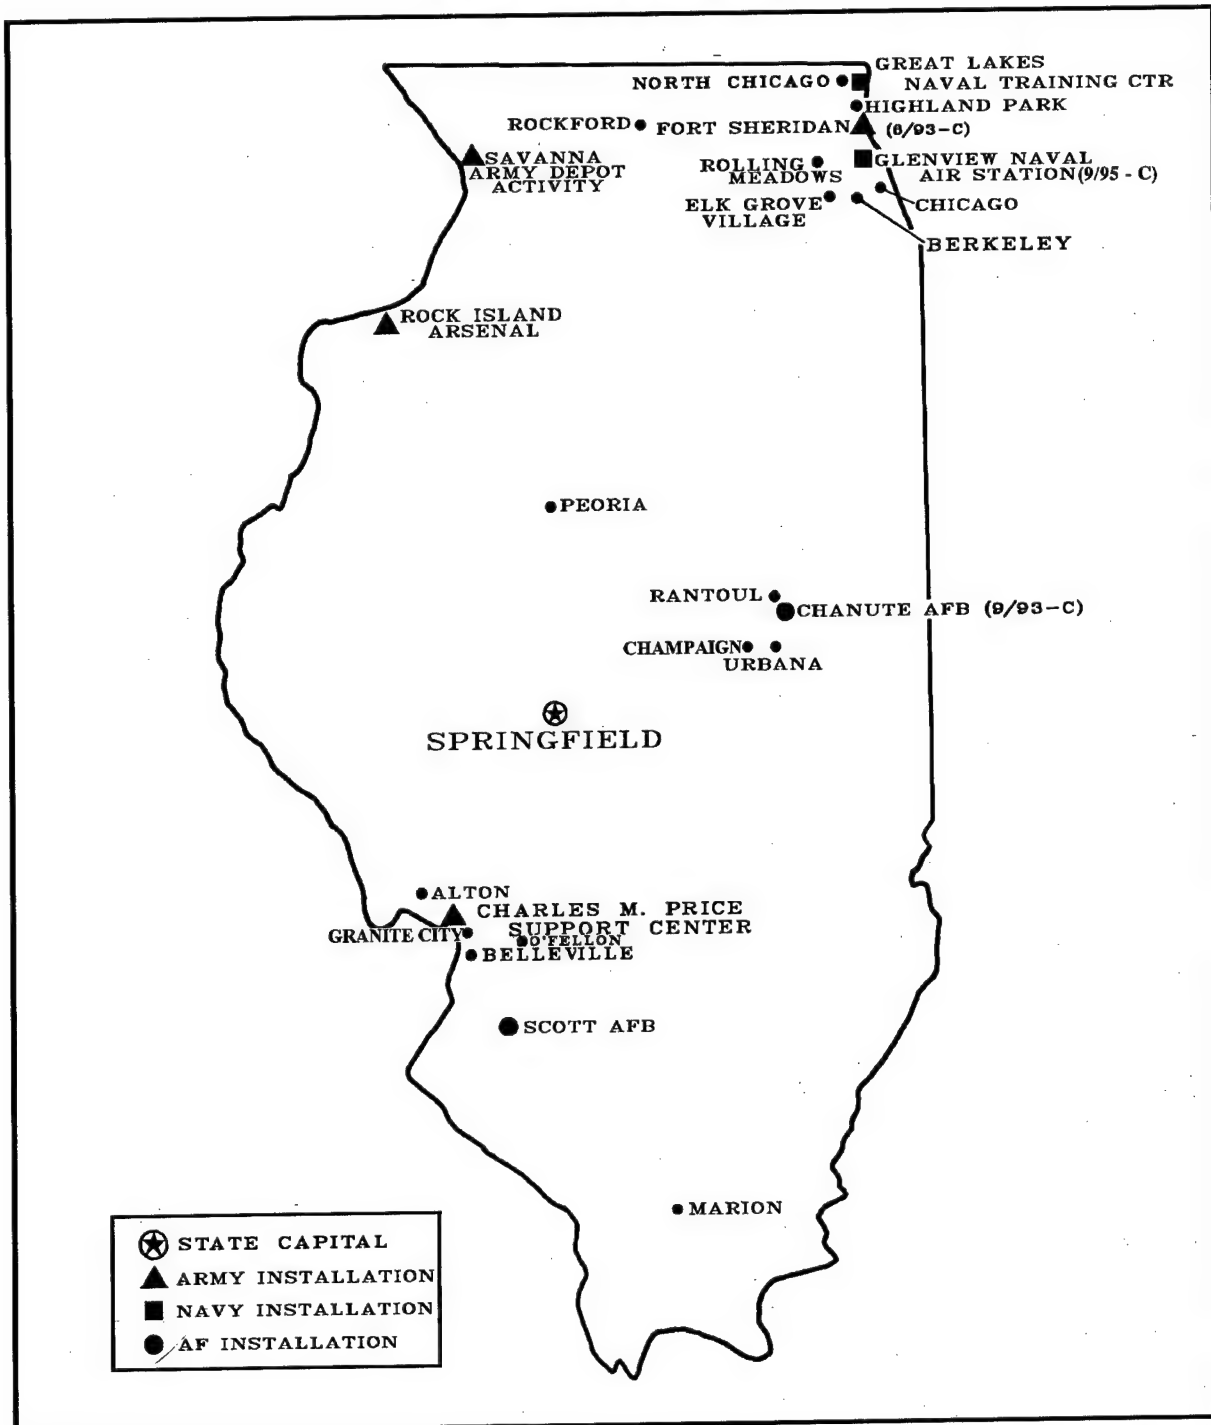 GREAT LAKES
NORTH CHICAGO
NAVAL TRAINING CTR
HIGHLAND PARK
ROCKFORD
FORT SHERIDAN
(6/93-C)
SAVANNA
ARMY DEPOT
ACTIVITY
ROLLING
MEADOWS
GLENVIEW NAVAL
AIR STATION(9/95 - C)
ELK GROVE
VILLAGE
CHICAGO
BERKELEY
ROCK ISLAND
ARSENAL
PEORIA
RANTOUL
CHANUTE AFB (9/93-C)
CHAMPAIGN
URBANA
SPRINGFIELD
ALTON
CHARLES M. PRICE
SUPPORT CENTER
GRANITE CITY
O'FELLON
BELLEVILLE
SCOTT AFB
MARION
STATE CAPITAL
ARMY INSTALLATION
NAVY INSTALLATION
AF INSTALLATION